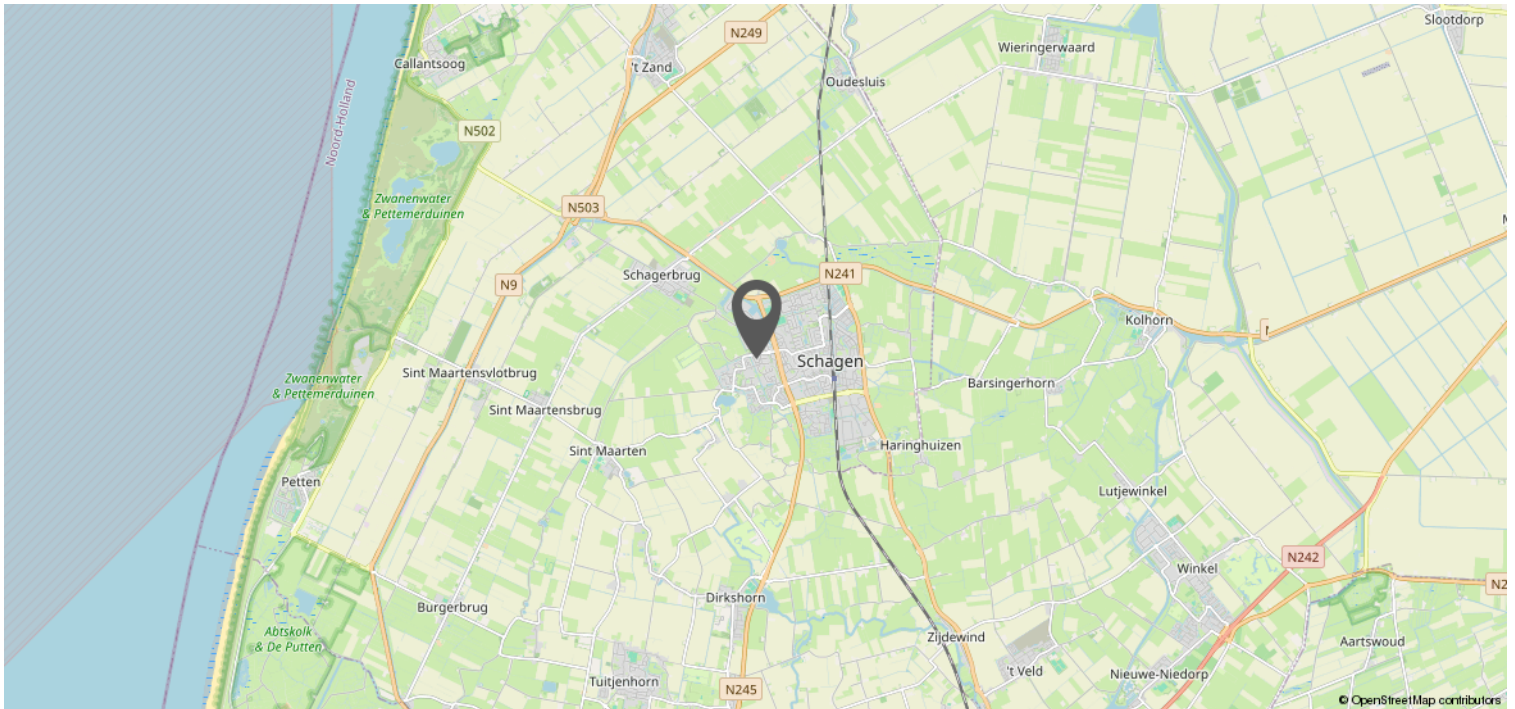 Slootdorp
N249
Wieringerwaard
Callantsoog
't Zand
Oudesluis
Noord-Holland
N502
Zwanenwater
& Pettemerduinen
N503
Schagerbrug
N241
N9
Kolhorn
Schagen
Sint Maartensvlotbrug
Zwanenwater
& Pettemerduinen
Barsingerhorn
Sint Maartensbrug
Haringhuizen
Sint Maarten
Petten
Lutjewinkel
N242
Winkel
Dirkshorn
Burgerbrug
Abtskolk
& De Putten
Zijdewind
Aartswoud
't Veld
Nieuwe-Niedorp
Tuitjenhorn
N245
© OpenStreetMap contributors